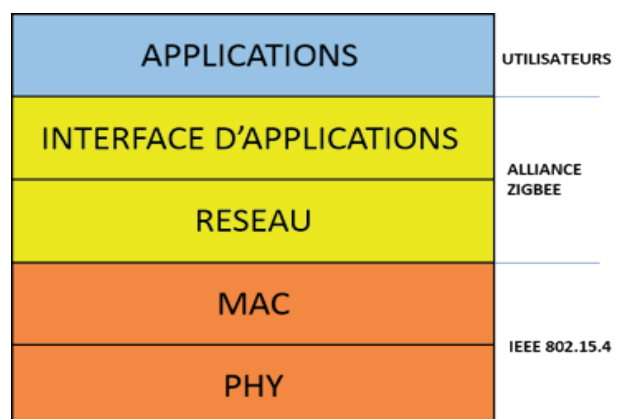 APPLICATIONS
UTILISATEURS
INTERFACE D'APPLICATIONS
ALLIANCE
ZIGBEE
RESEAU
MAC
IEEE 802.15.4
PHY